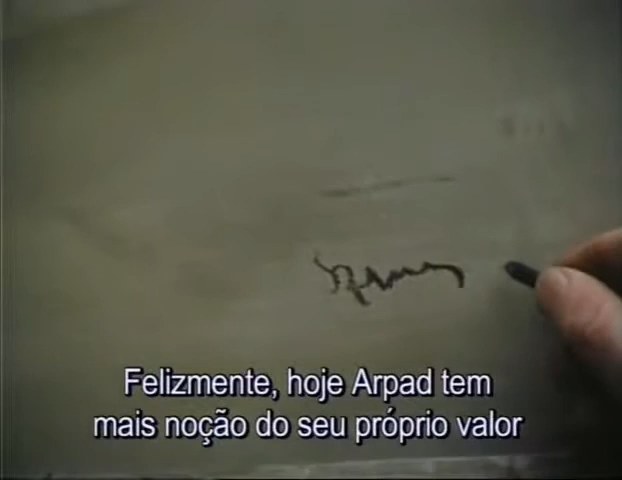 Felizmente, hoje Arpad tem
mais noção do seu próprio valor